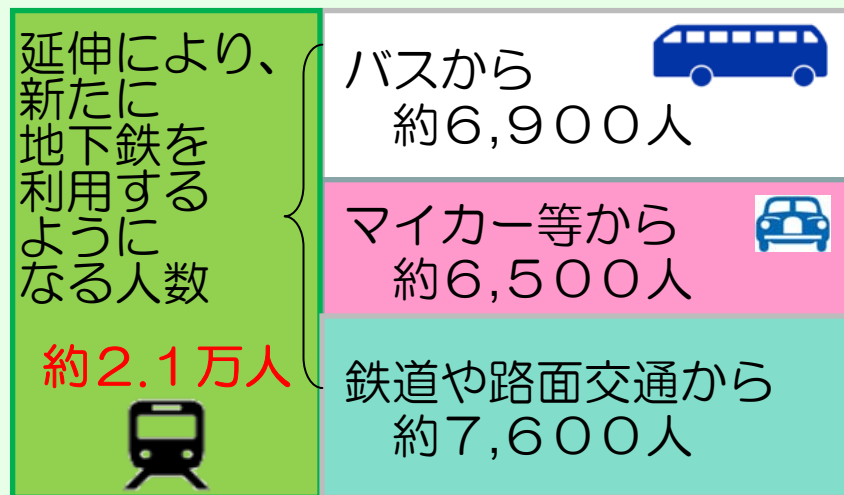 延伸により、
新たに
地下鉄を
利用する
ように
なる人数
約２.１万人
バスから
約６,９００人
マイカー等から
約６,５００人
鉄道や路面交通から
約７,６００人